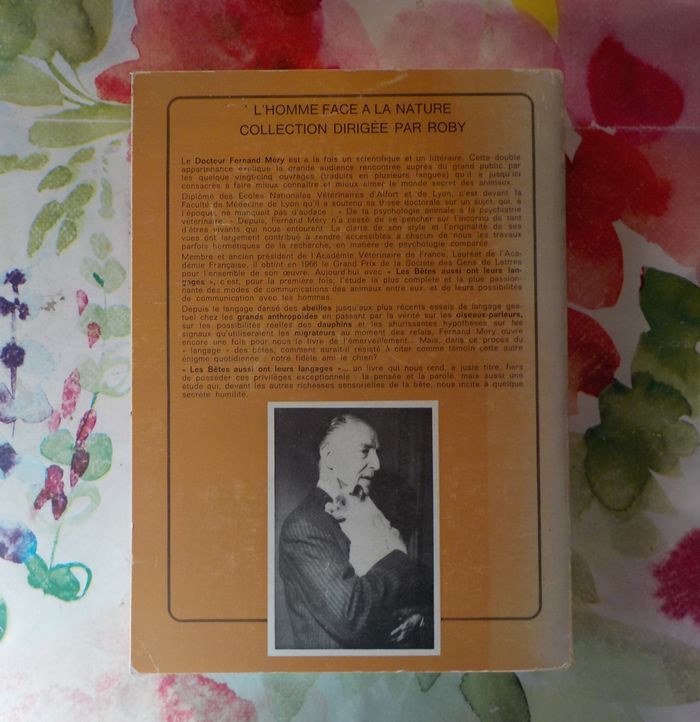 L'HOMME FACE A LA NATURE
COLLECTION DIRIGÉE PAR ROBY
Le Docteur Fernand Méry est à la fois un scientifique et un littéraire. Cette double
appartenance explique la grande audience rencontrée auprès du grand public par
les quelque vingt-cinq ouvrages (traduits en plusieurs langues) qu'il a jusqu'ici
consacrés à faire mieux connaître et mieux aimer le monde secret des animaux.
Diplômé des Ecoles Nationales Vétérinaires d'Alfort et de Lyon, c'est devant la
Faculté de Médecine de Lyon qu'il a soutenu sa thèse doctorale sur un sujet, qui, à
l'époque, ne manquait pas d'audace : « De la psychologie animale à la psychiatrie
vétérinaire. » Depuis, Fernand Méry n'a cessé de se pencher sur l'inconnu de tant
d'êtres vivants qui nous entourent. La clarté de son style et l'originalité de ses
vues ont largement contribué à rendre accessibles à chacun de nous les travaux
parfois hermétiques de la recherche, en matière de psychologie comparée.
Membre et ancien président de l'Académie Vétérinaire de France, Lauréat de l'Aca-
démie Française, il obtint en 1966 le Grand Prix de la Société des Gens de Lettres
pour l'ensemble de son œuvre. Aujourd'hui avec « Les Bêtes aussi ont leurs lan-
gages », c'est, pour la première fois, l'étude la plus complète et la plus passion-
nante des modes de communications des animaux entre eux, et de leurs possibilités
de communication avec les hommes.
Depuis le langage dansé des abeilles jusqu'aux plus récents essais de langage ges-
tuel chez les grands anthropoïdes en passant par la vérité sur les oiseaux-parleurs,
sur les possibilités réelles des dauphins et les ahurissantes hypothèses sur les
signaux qu'utiliseraient les migrateurs au moment des relais, Fernand Méry ouvre
encore une fois pour nous le livre de l'émerveillement... Mais, dans ce procès du
« langage » des bêtes, comment aurait-il résisté à citer comme témoin cette autre
énigme quotidienne : notre fidèle ami le chien?
« Les Bêtes aussi ont leurs langages »... un livre qui nous rend, à juste titre, fiers
de posséder ces privilèges exceptionnels : la pensée et la parole, mais aussi une
étude qui, devant les autres richesses sensorielles de la bête, nous incite à quelque
secrète humilité.